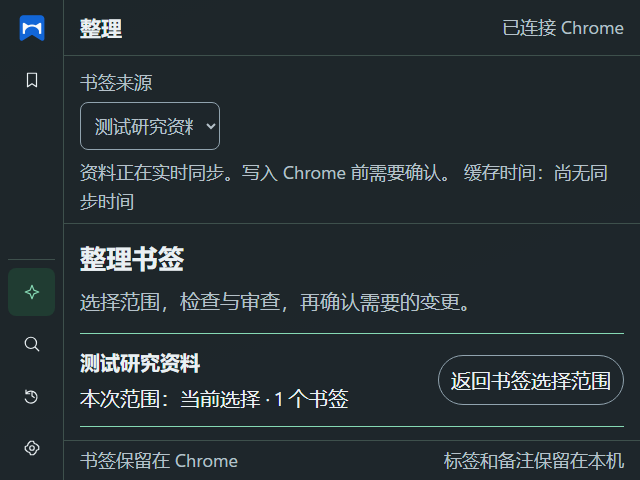 整理
已连接 Chrome
书签来源
测试研究资料
资料正在实时同步。写入 Chrome 前需要确认。 缓存时间：尚无同
步时间
整理书签
选择范围，检查与审查，再确认需要的变更。
测试研究资料
本次范围：当前选择 · 1 个书签
返回书签选择范围
书签保留在 Chrome
标签和备注保留在本机